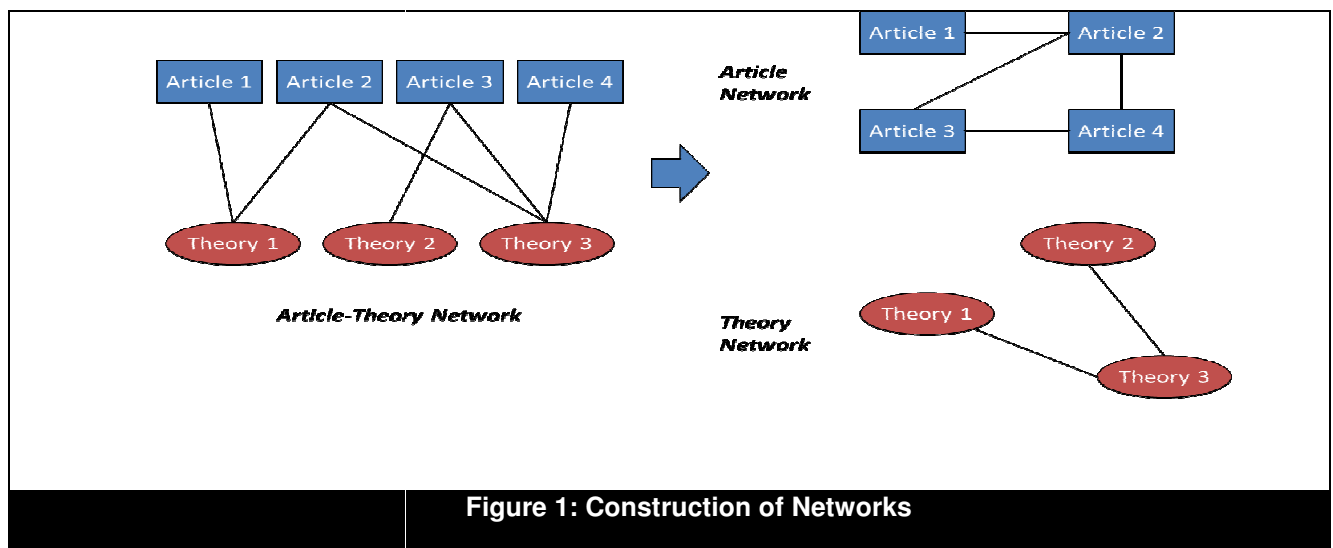 Article 1
Article 2
Article 3
Article 4
Theory 1
Theory 2
Theory 3
Article-Theory Network
Article
Network
Article 1
Article 2
Article 3
Article 4
Theory
Network
Theory 2
Theory 1
Theory 3
Figure 1: Construction of Networks